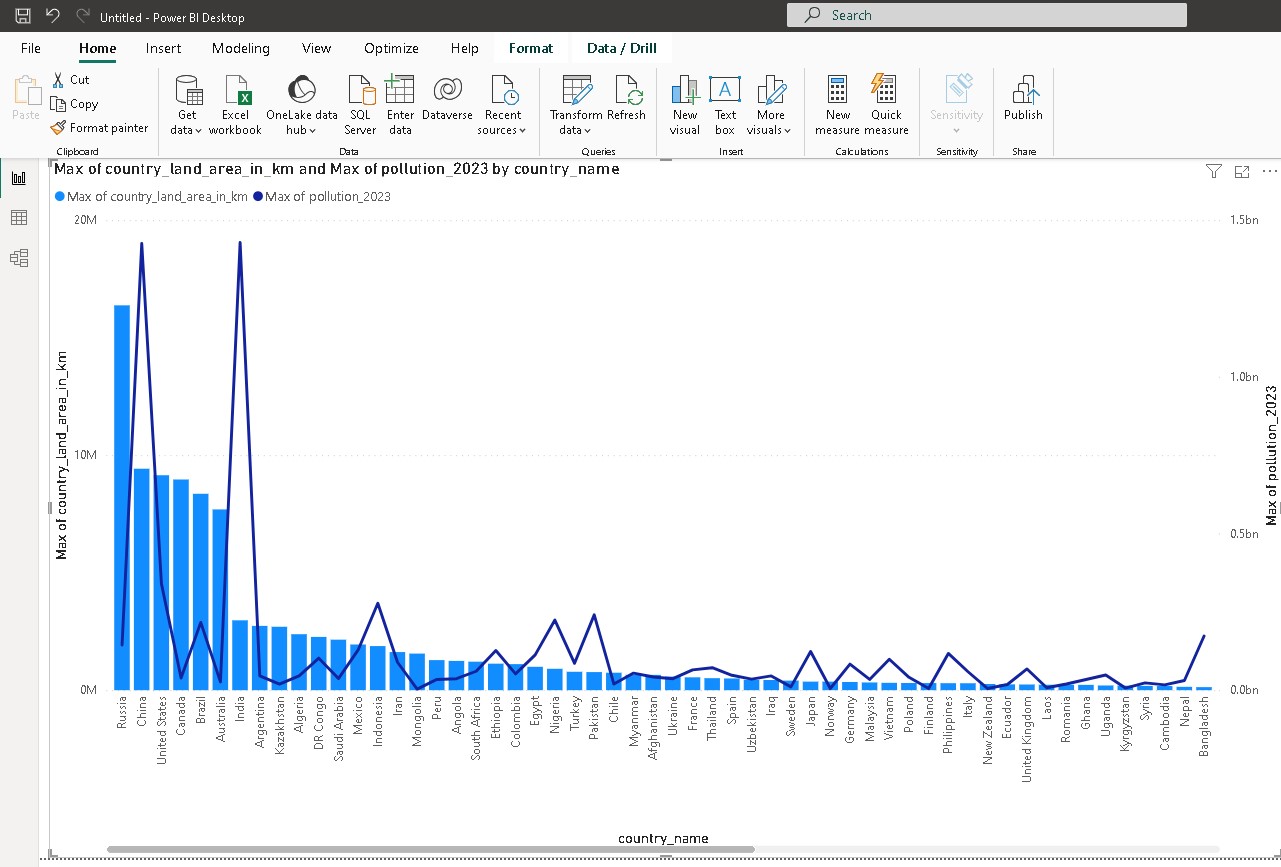 Untitled - Power BI Desktop
Search
File Home Insert Modeling View Optimize Help Format Data / Drill
Paste
Cut
Copy
Format painter
Clipboard
Get data
Excel workbook
OneLake data hub
SQL Server
Enter data
Dataverse
Recent sources
Data
Transform data
Refresh
Queries
New visual
Text box
More visuals
Insert
New measure
Quick measure
Calculations
Sensitivity
Sensitivity
Publish
Share
Max of country_land_area_in_km and Max of pollution_2023 by country_name
Max of country_land_area_in_km Max of pollution_2023
20M
10M
0M
Max of country_land_area_in_km
1.5bn
1.0bn
0.5bn
0.0bn
Max of pollution_2023
Russia
China
United States
Canada
Brazil
Australia
India
Argentina
Kazakhstan
Algeria
DR Congo
Saudi Arabia
Mexico
Indonesia
Iran
Mongolia
Peru
Angola
South Africa
Ethiopia
Colombia
Egypt
Nigeria
Turkey
Pakistan
Chile
Myanmar
Afghanistan
Ukraine
France
Thailand
Spain
Uzbekistan
Iraq
Sweden
Japan
Norway
Germany
Malaysia
Vietnam
Poland
Finland
Philippines
Italy
New Zealand
Ecuador
United Kingdom
Laos
Romania
Ghana
Uganda
Kyrgyzstan
Syria
Cambodia
Nepal
Bangladesh
country_name